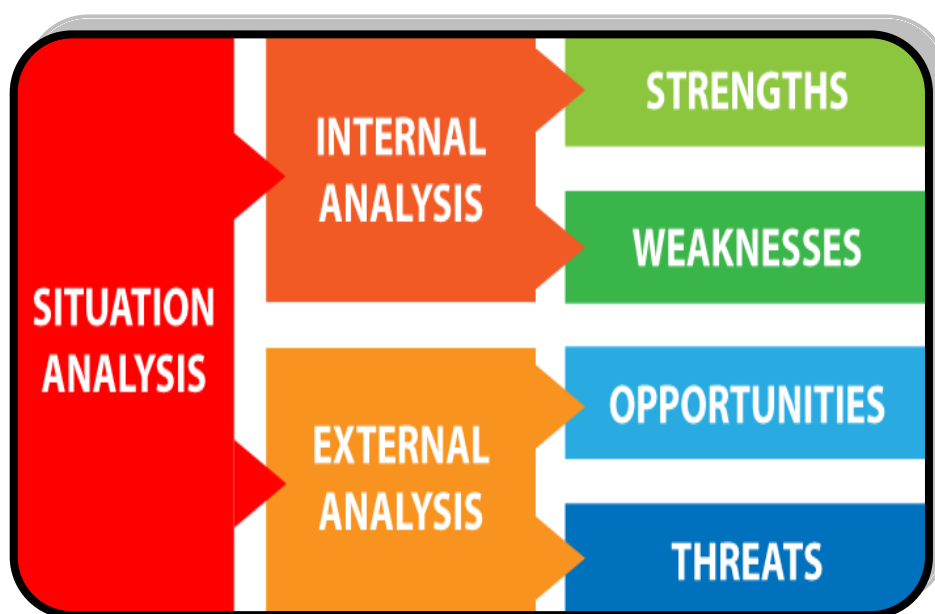 SITUATION
ANALYSIS
INTERNAL
ANALYSIS
STRENGTHS
WEAKNESSES
EXTERNAL
ANALYSIS
OPPORTUNITIES
THREATS